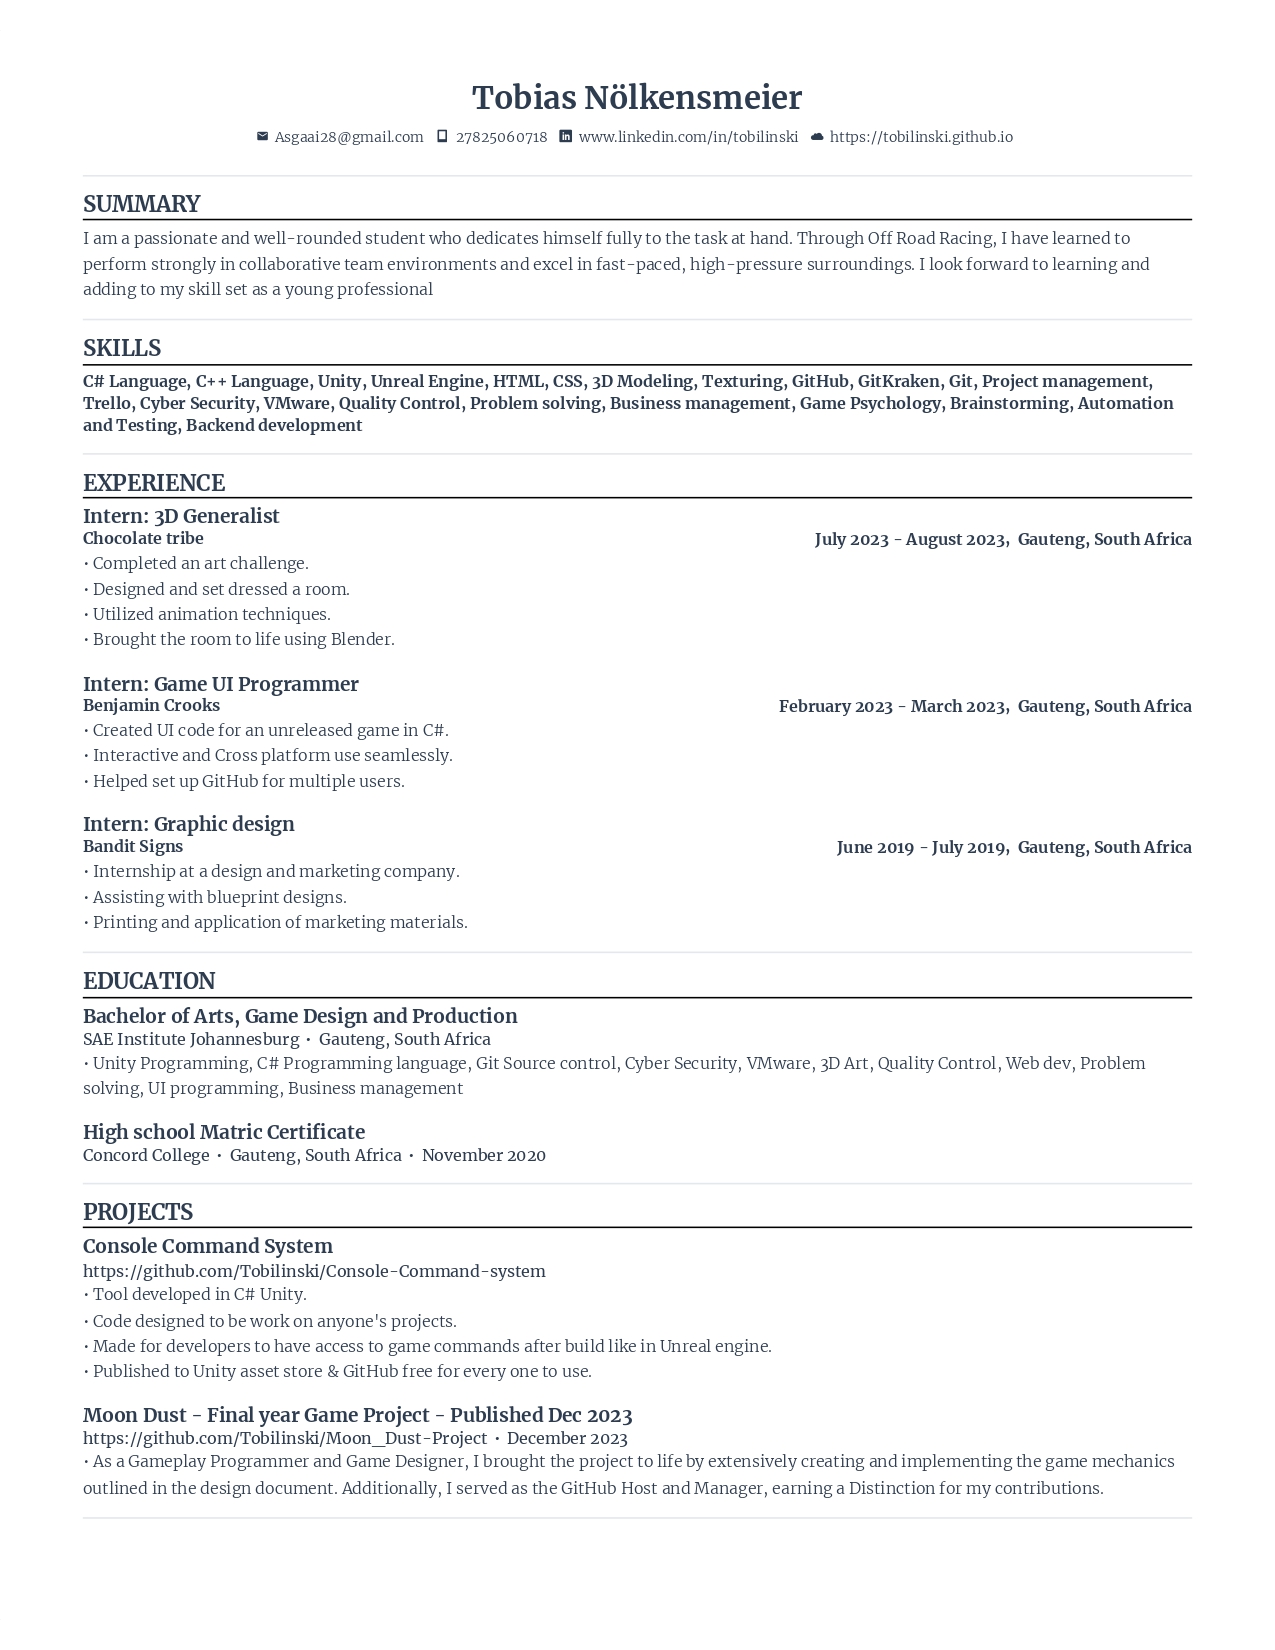 Tobias Nölkensmeier
Asgaai28@gmail.com 27825060718 www.linkedin.com/in/tobilinski https://tobilinski.github.io
SUMMARY
I am a passionate and well-rounded student who dedicates himself fully to the task at hand. Through Off Road Racing, I have learned to
perform strongly in collaborative team environments and excel in fast-paced, high-pressure surroundings. I look forward to learning and
adding to my skill set as a young professional
SKILLS
C# Language, C++ Language, Unity, Unreal Engine, HTML, CSS, 3D Modeling, Texturing, GitHub, GitKraken, Git, Project management,
Trello, Cyber Security, VMware, Quality Control, Problem solving, Business management, Game Psychology, Brainstorming, Automation
and Testing, Backend development
EXPERIENCE
Intern: 3D Generalist
Chocolate tribe July 2023 - August 2023, Gauteng, South Africa
• Completed an art challenge.
• Designed and set dressed a room.
• Utilized animation techniques.
• Brought the room to life using Blender.
Intern: Game UI Programmer
Benjamin Crooks February 2023 - March 2023, Gauteng, South Africa
• Created UI code for an unreleased game in C#.
• Interactive and Cross platform use seamlessly.
• Helped set up GitHub for multiple users.
Intern: Graphic design
Bandit Signs June 2019 - July 2019, Gauteng, South Africa
• Internship at a design and marketing company.
• Assisting with blueprint designs.
• Printing and application of marketing materials.
EDUCATION
Bachelor of Arts, Game Design and Production
SAE Institute Johannesburg • Gauteng, South Africa
• Unity Programming, C# Programming language, Git Source control, Cyber Security, VMware, 3D Art, Quality Control, Web dev, Problem
solving, UI programming, Business management
High school Matric Certificate
Concord College • Gauteng, South Africa • November 2020
PROJECTS
Console Command System
https://github.com/Tobilinski/Console-Command-system
• Tool developed in C# Unity.
• Code designed to be work on anyone's projects.
• Made for developers to have access to game commands after build like in Unreal engine.
• Published to Unity asset store & GitHub free for every one to use.
Moon Dust - Final year Game Project - Published Dec 2023
https://github.com/Tobilinski/Moon_Dust-Project • December 2023
• As a Gameplay Programmer and Game Designer, I brought the project to life by extensively creating and implementing the game mechanics
outlined in the design document. Additionally, I served as the GitHub Host and Manager, earning a Distinction for my contributions.